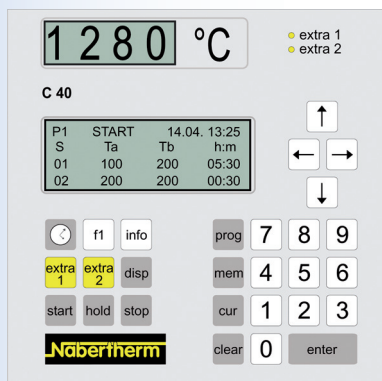 1280 °C
extra 1
extra 2
C 40
P1 START 14.04. 13:25
S Ta Tb h:m
01 100 200 05:30
02 200 200 00:30
f1 info
prog 7 8 9
extra 1 extra 2 disp
mem 4 5 6
start hold stop
cur 1 2 3
Nabertherm
clear 0 enter